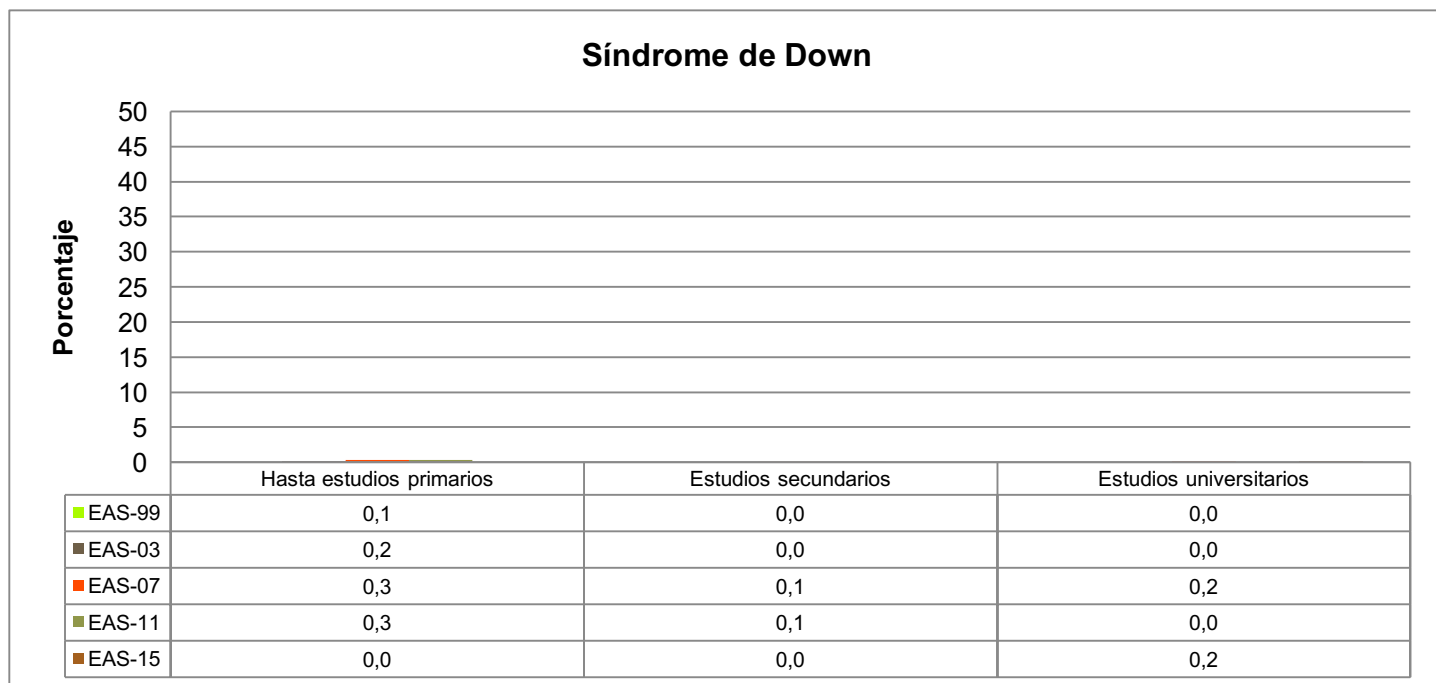 Síndrome de Down
Porcentaje
50
45
40
35
30
25
20
15
10
5
0
Hasta estudios primarios Estudios secundarios Estudios universitarios
EAS-99 0,1 0,0 0,0
EAS-03 0,2 0,0 0,0
EAS-07 0,3 0,1 0,2
EAS-11 0,3 0,1 0,0
EAS-15 0,0 0,0 0,2